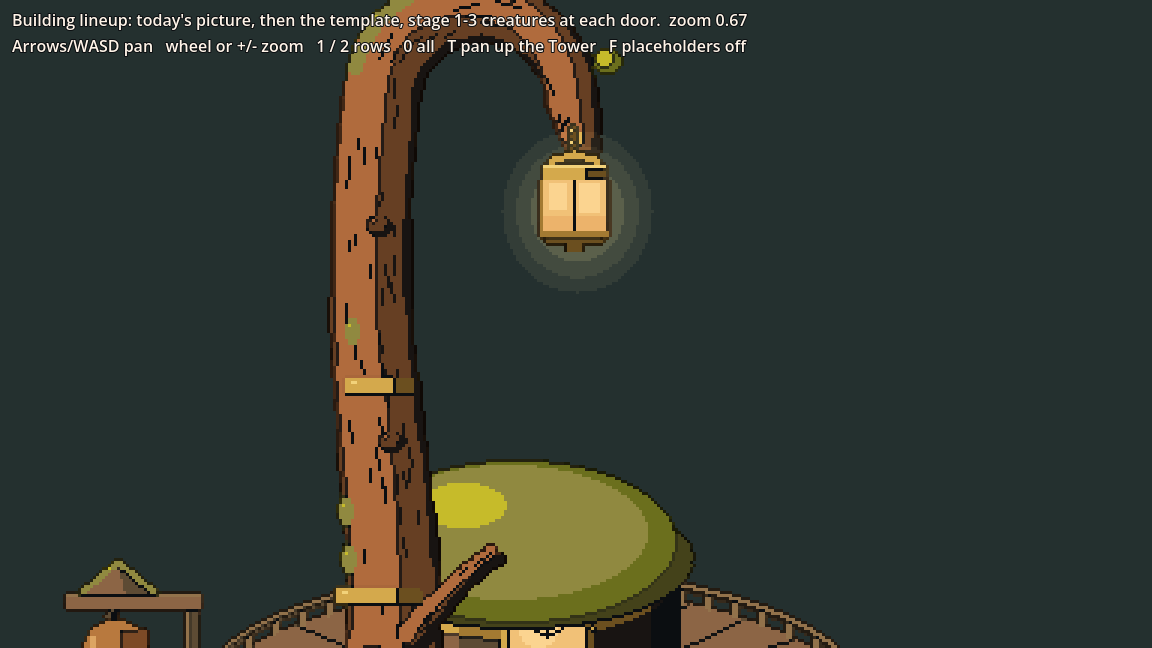 Building lineup: today's picture, then the template, stage 1-3 creatures at each door.  zoom 0.67
Arrows/WASD pan   wheel or +/- zoom   1 / 2 rows   0 all   T pan up the Tower   F placeholders off